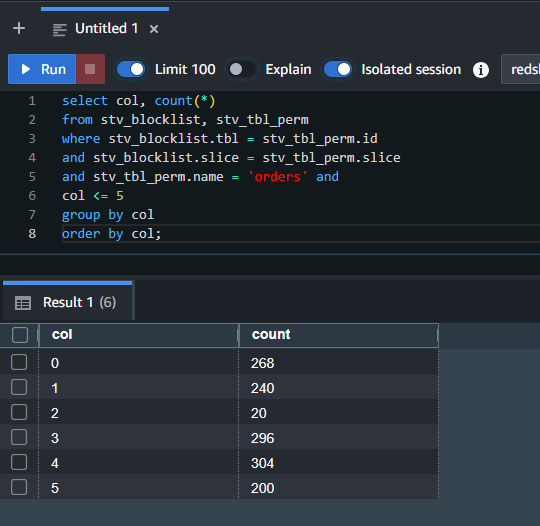 Untitled 1
Run Limit 100 Explain Isolated session
1 select col, count(*)
2 from stv_blocklist, stv_tbl_perm
3 where stv_blocklist.tbl = stv_tbl_perm.id
4 and stv_blocklist.slice = stv_tbl_perm.slice
5 and stv_tbl_perm.name = 'orders' and
6 col <= 5
7 group by col
8 order by col;
Result 1 (6)
col count
0 268
1 240
2 20
3 296
4 304
5 200